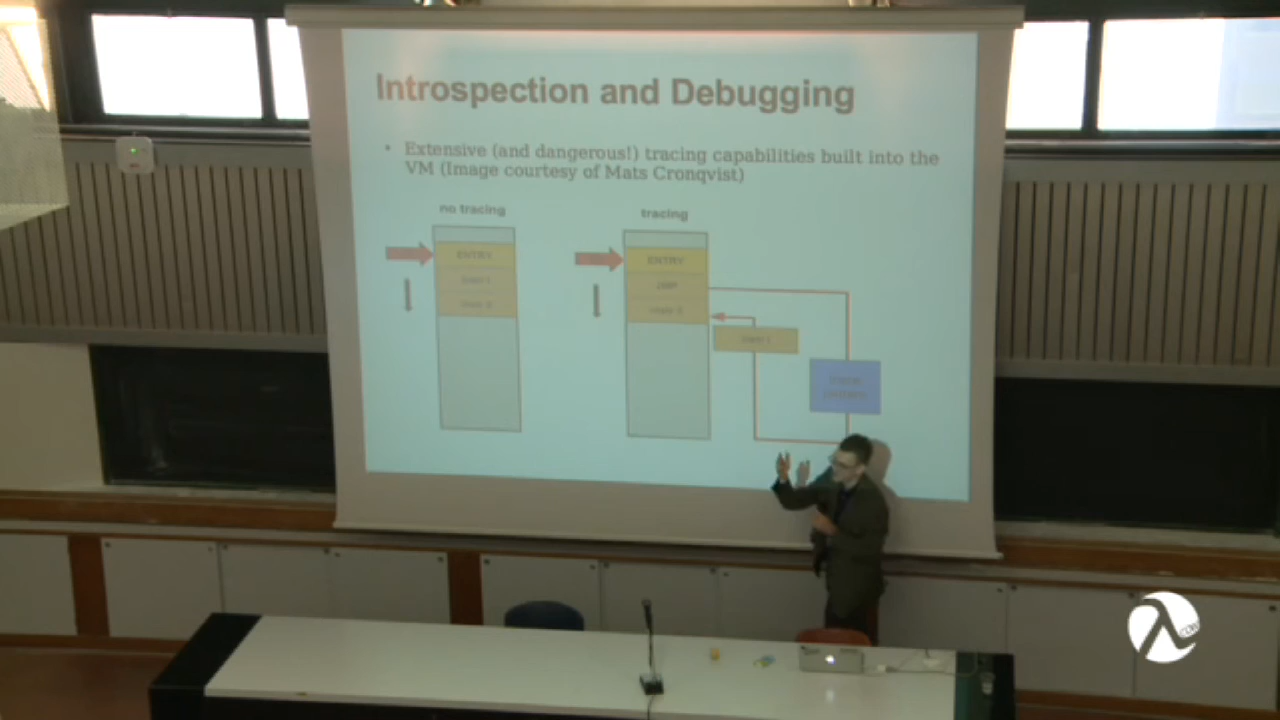 Introspection and Debugging
• Extensive (and dangerous!) tracing capabilities built into the
VM (Image courtesy of Mats Cronqvist)
no tracing
tracing
ENTRY
ENTRY